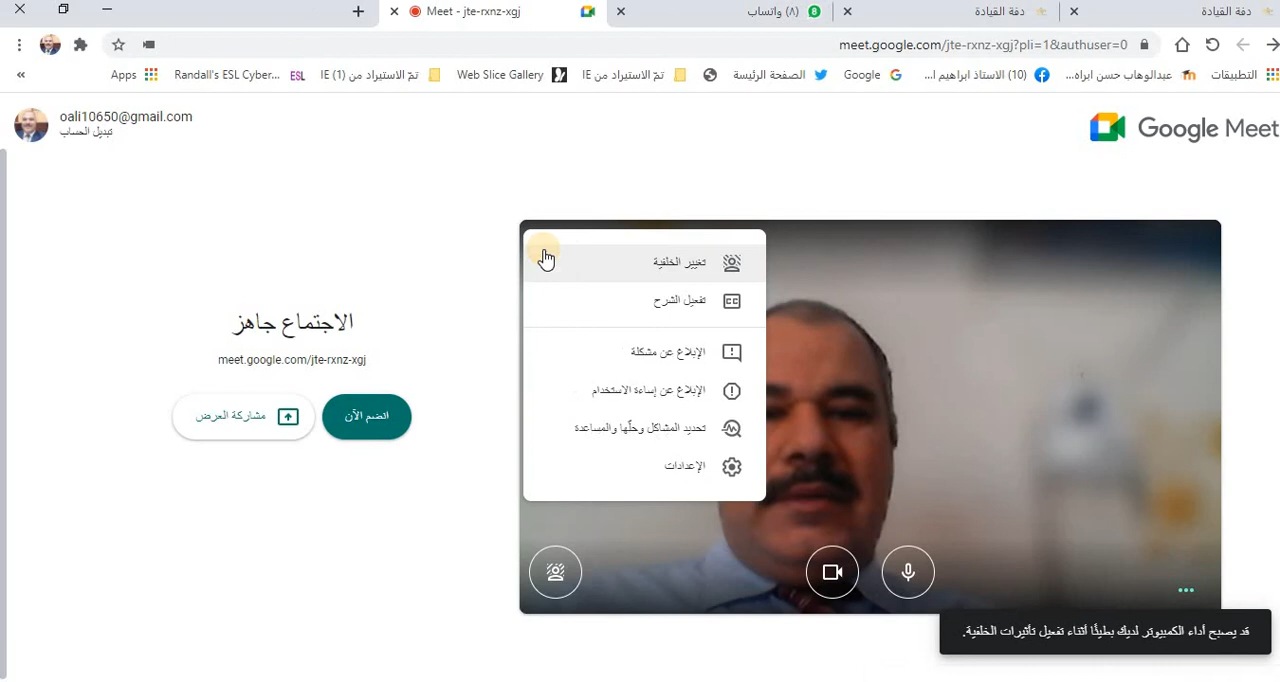 دفة القيادة
دفة القيادة
(٨) واتساب
8
Meet - jte-rxnz-xgj
meet.google.com/jte-rxnz-xgj?pli=1&authuser=0
التطبيقات
عبدالوهاب حسن ابراه...
(10) الاستاذ ابراهيم ا...
Google
الصفحة الرئيسة
تمّ الاستيراد من IE
Web Slice Gallery
تمّ الاستيراد من IE (1)
ESL Randall's ESL Cyber...
Apps
«
oali10650@gmail.com
تبديل الحساب
Google Meet
تغيير الخلفية
CC تفعيل الشرح
الإبلاغ عن مشكلة
الإبلاغ عن إساءة الاستخدام
تحديد المشاكل وحلّها والمساعدة
الإعدادات
الاجتماع جاهز
meet.google.com/jte-rxnz-xgj
انضم الآن
مشاركة العرض
قد يصبح أداء الكمبيوتر لديك بطيئًا أثناء تفعيل تأثيرات الخلفية.